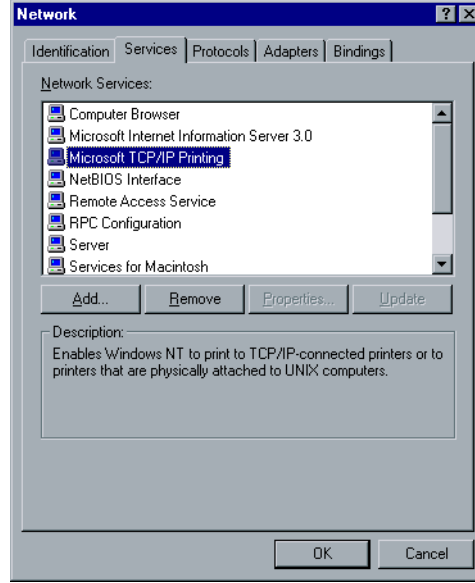 Network
Identification Services Protocols Adapters Bindings
Network Services:
Computer Browser
Microsoft Internet Information Server 3.0
Microsoft TCP/IP Printing
NetBIOS Interface
Remote Access Service
RPC Configuration
Server
Services for Macintosh
Add... Remove Properties... Update
Description:
Enables Windows NT to print to TCP/IP-connected printers or to
printers that are physically attached to UNIX computers.
OK Cancel